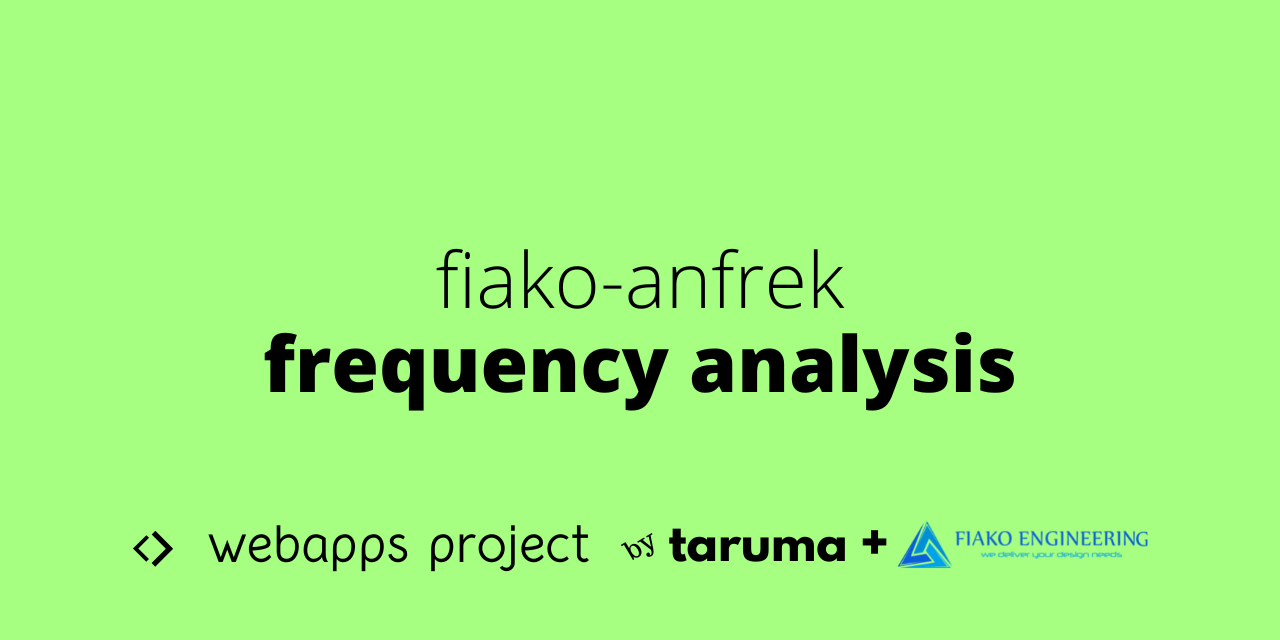 fiako-anfrek
frequency analysis
<> webapps project by taruma + FIAKO ENGINEERING
we deliver your design needs.